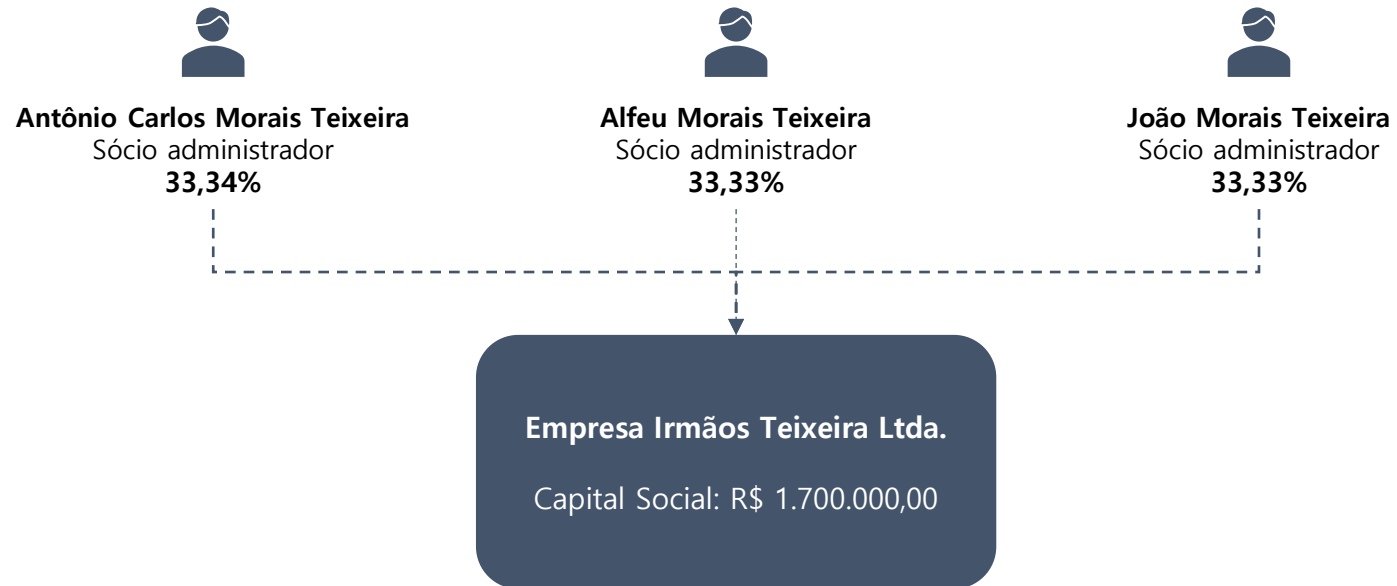 Antônio Carlos Morais Teixeira
Sócio administrador
33,34%
Alfeu Morais Teixeira
Sócio administrador
33,33%
João Morais Teixeira
Sócio administrador
33,33%
Empresa Irmãos Teixeira Ltda.
Capital Social: R$ 1.700.000,00